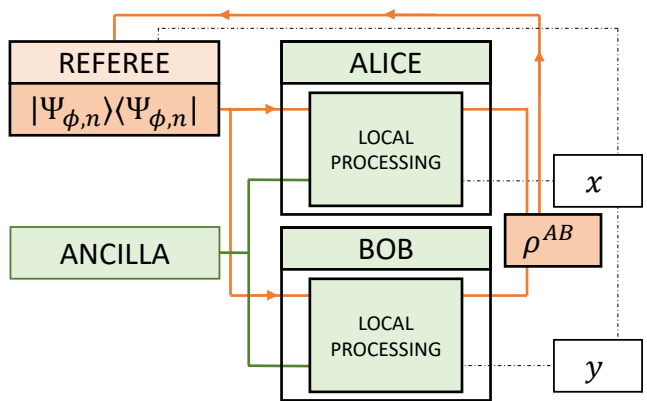 REFEREE
|Ψ_{ϕ,n}⟩⟨Ψ_{ϕ,n}|
ANCILLA
ALICE
LOCAL
PROCESSING
BOB
LOCAL
PROCESSING
x
ρ^{AB}
y